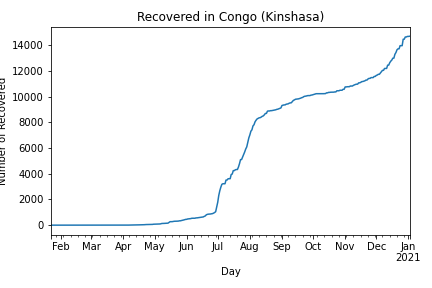 Recovered in Congo (Kinshasa)
Number of Recovered
14000
12000
10000
8000
6000
4000
2000
0
Feb Mar Apr May Jun Jul Aug Sep Oct Nov Dec Jan
2021
Day